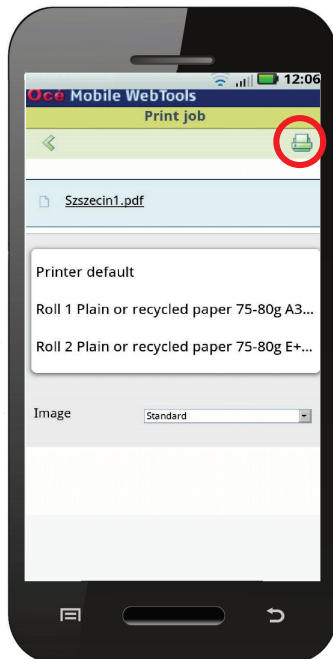 12:06
Océ Mobile WebTools
Print job
Szszecin1.pdf
Printer default
Roll 1 Plain or recycled paper 75-80g A3...
Roll 2 Plain or recycled paper 75-80g E+...
Image Standard